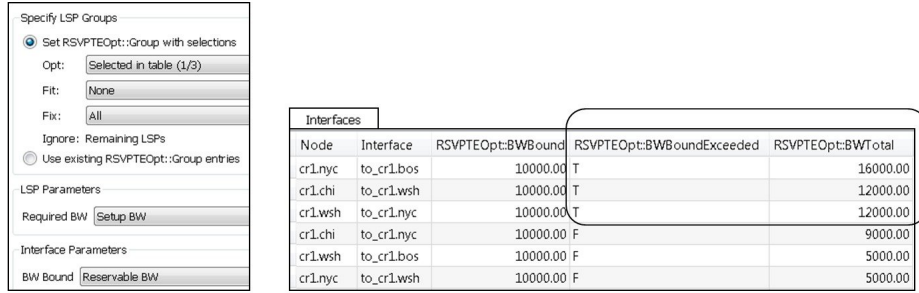 Specify LSP Groups
Set RSVPTEOpt::Group with selections
Opt: Selected in table (1/3)
Fit: None
Fix: All
Ignore: Remaining LSPs
Use existing RSVPTEOpt::Group entries
LSP Parameters
Required BW Setup BW
Interface Parameters
BW Bound Reservable BW
Interfaces
Node Interface RSVPTEOpt::BWBound RSVPTEOpt::BWBoundExceeded RSVPTEOpt::BWTotal
cr1.nyc to_cr1.bos 10000.00 T 16000.00
cr1.chi to_cr1.wsh 10000.00 T 12000.00
cr1.wsh to_cr1.nyc 10000.00 T 12000.00
cr1.chi to_cr1.nyc 10000.00 F 9000.00
cr1.wsh to_cr1.bos 10000.00 F 5000.00
cr1.nyc to_cr1.wsh 10000.00 F 5000.00